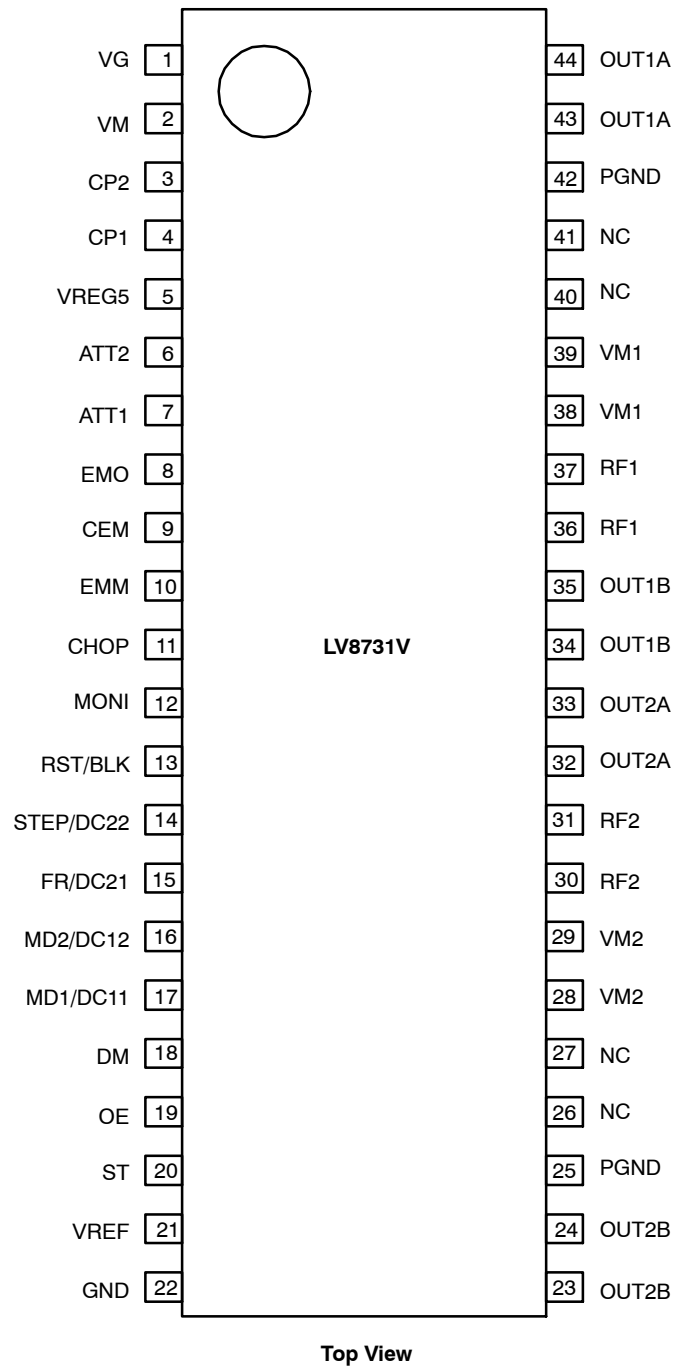 VG 1 44 OUT1A
VM 2 43 OUT1A
CP2 3 42 PGND
CP1 4 41 NC
VREG5 5 40 NC
ATT2 6 39 VM1
ATT1 7 38 VM1
EMO 8 37 RF1
CEM 9 36 RF1
EMM 10 35 OUT1B
CHOP 11 LV8731V 34 OUT1B
MONI 12 33 OUT2A
RST/BLK 13 32 OUT2A
STEP/DC22 14 31 RF2
FR/DC21 15 30 RF2
MD2/DC12 16 29 VM2
MD1/DC11 17 28 VM2
DM 18 27 NC
OE 19 26 NC
ST 20 25 PGND
VREF 21 24 OUT2B
GND 22 23 OUT2B
Top View